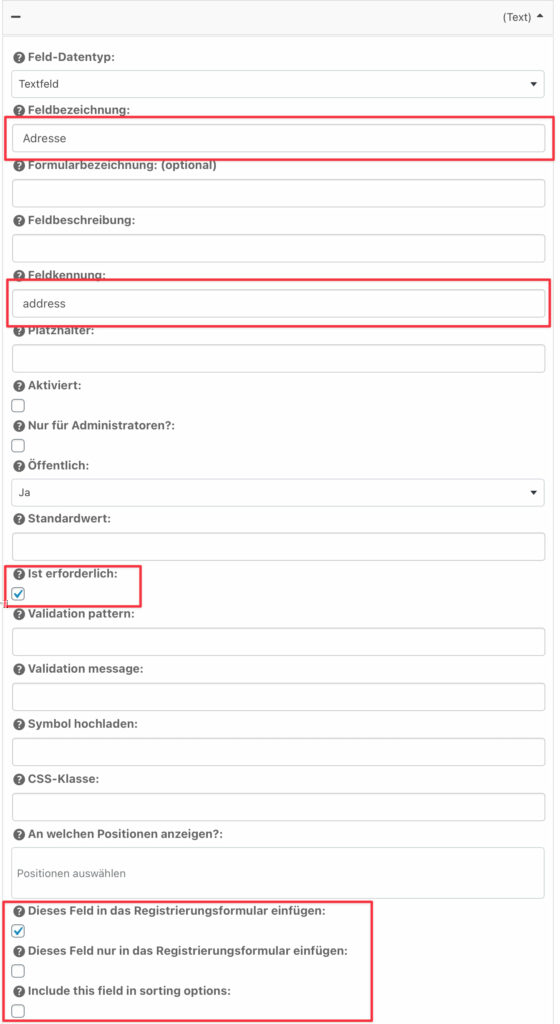 (Text)
Feld-Datentyp:
Textfeld
Feldbezeichnung:
Adresse
Formularbezeichnung: (optional)
Feldbeschreibung:
Feldkennung:
address
Platzhalter:
Aktiviert:
Nur für Administratoren?:
Öffentlich:
Ja
Standardwert:
Ist erforderlich:
Validation pattern:
Validation message:
Symbol hochladen:
CSS-Klasse:
An welchen Positionen anzeigen?:
Positionen auswählen
Dieses Feld in das Registrierungsformular einfügen:
Dieses Feld nur in das Registrierungsformular einfügen:
Include this field in sorting options: